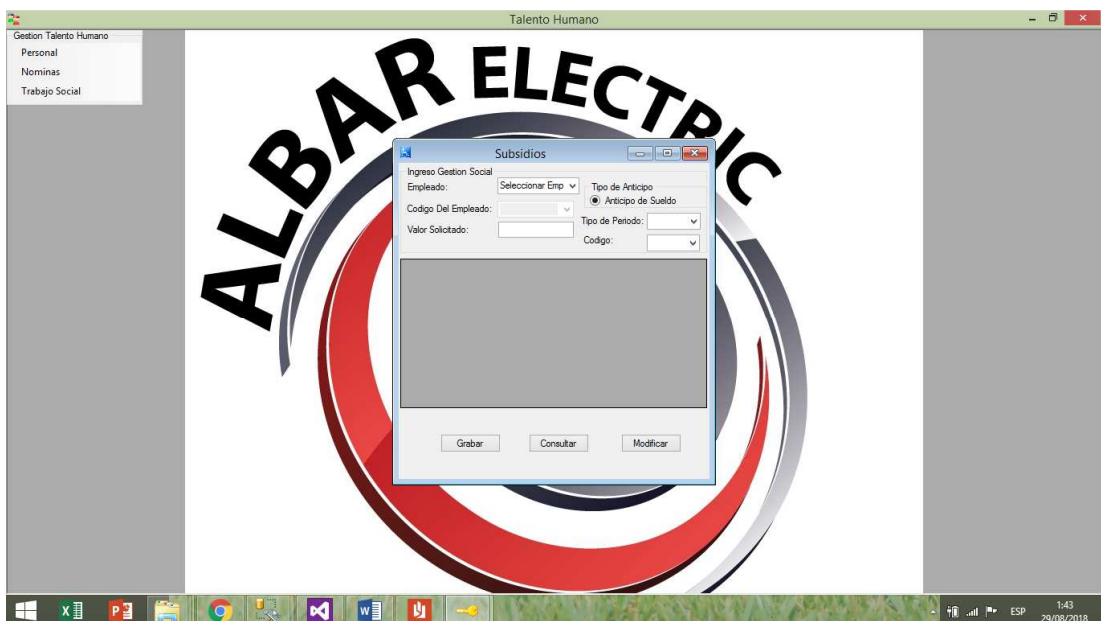 Talento Humano
Gestion Talento Humano
Personal
Nominas
Trabajo Social
ALBAR ELECTRIC
Subsidios
Ingreso Gestion Social
Empleado:
Seleccionar Emp
Tipo de Anticipo
Anticipo de Sueldo
Codigo Del Empleado:
Tipo de Periodo:
Valor Solicitado:
Codigo:
Grabar
Consultar
Modificar
ESP
1:43
29/08/2018